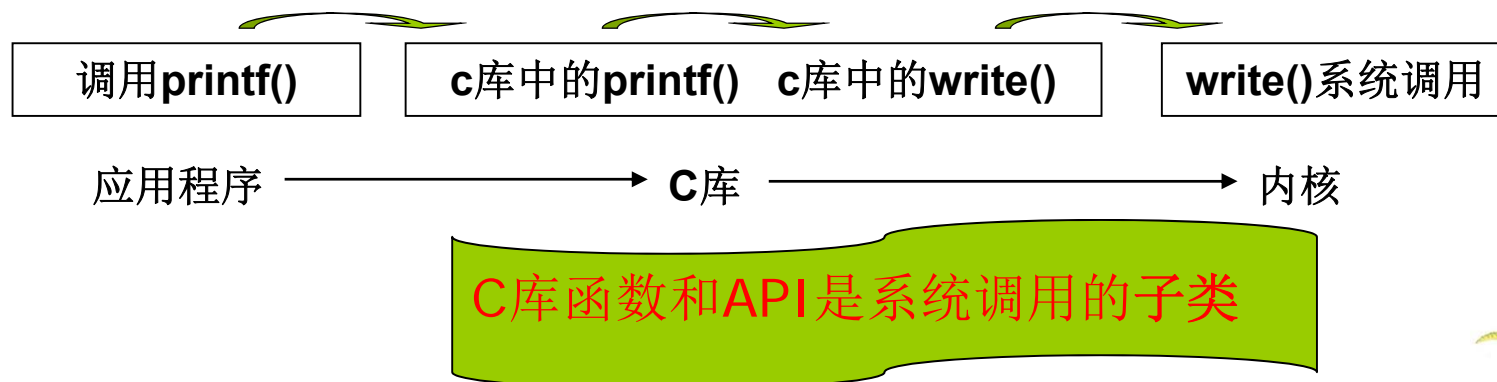 调用printf()
c库中的printf() c库中的write()
write()系统调用
应用程序
C库
内核
C库函数和API是系统调用的子类